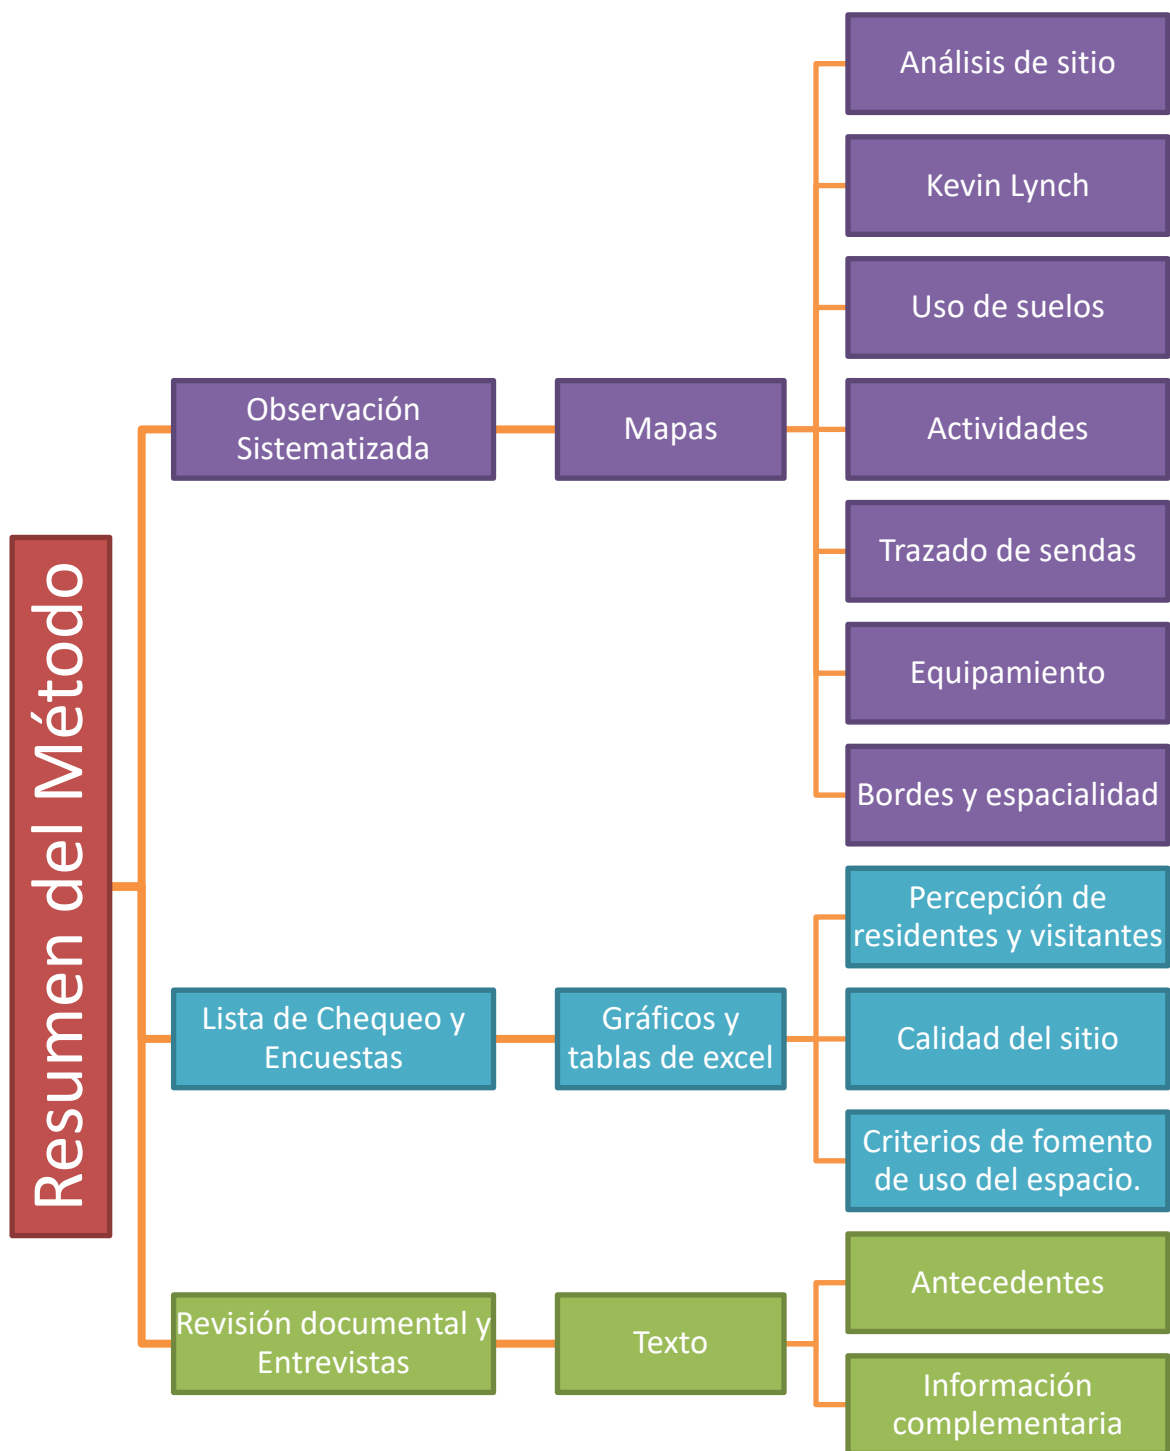 Resumen del Método
Observación
Sistematizada
Mapas
Análisis de sitio
Kevin Lynch
Uso de suelos
Actividades
Trazado de sendas
Equipamiento
Bordes y espacialidad
Lista de Chequeo y
Encuestas
Gráficos y
tablas de excel
Percepción de
residentes y visitantes
Calidad del sitio
Criterios de fomento
de uso del espacio.
Revisión documental y
Entrevistas
Texto
Antecedentes
Información
complementaria